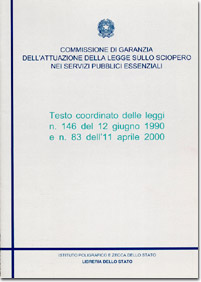 COMMISSIONE DI GARANZIA
DELL'ATTUAZIONE DELLA LEGGE SULLO SCIOPERO
NEI SERVIZI PUBBLICI ESSENZIALI
Testo coordinato delle leggi
n. 146 del 12 giugno 1990
e n. 83 dell'11 aprile 2000
ISTITUTO POLIGRAFICO E ZECCA DELLO STATO
LIBRERIA DELLO STATO